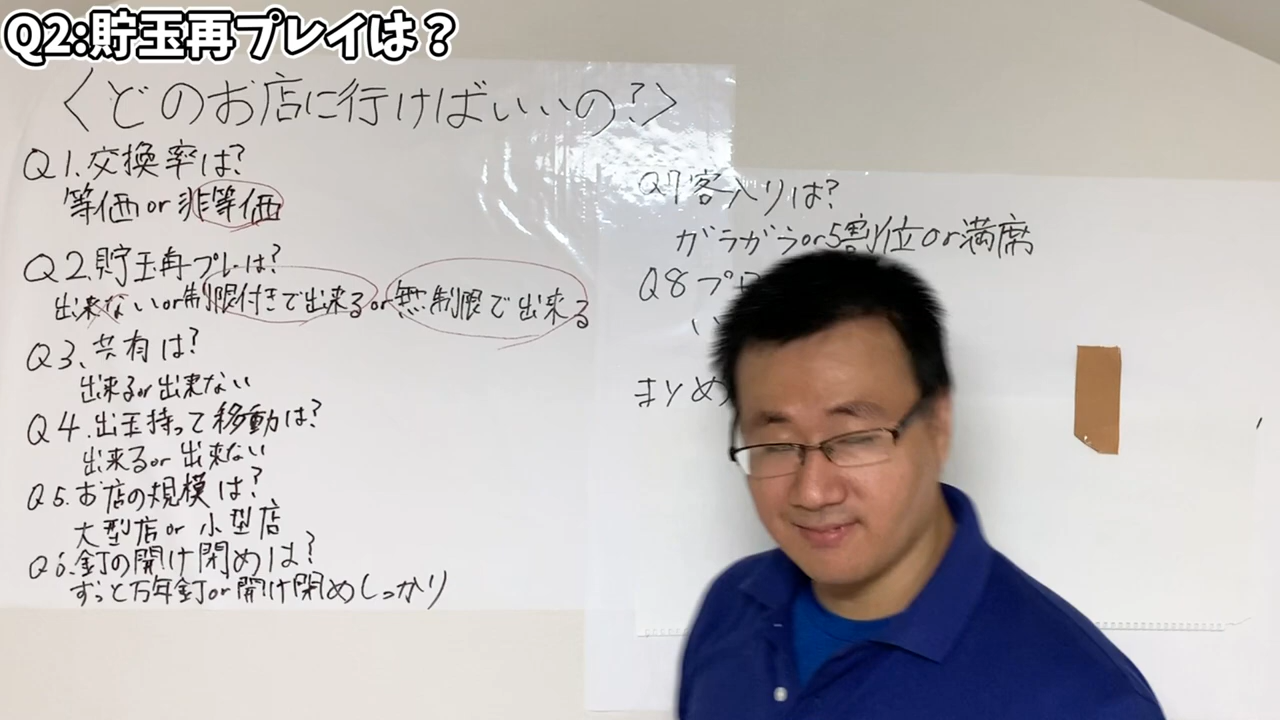 Q2:貯玉再プレイは？
〈どのお店に行けばいいの?〉
Q1.交換率は?
等価or非等価
Q2.貯玉再プレは?
出来ないor制限付きで出来るor無制限で出来る
Q3.共有は?
出来るor出来ない
Q4.出玉持って移動は?
出来るor出来ない
Q5.お店の規模は?
大型店or小型店
Q6.釘の開け閉めは?
ずっと万年釘or開け閉めしっかり
Q7客入りは?
ガラガラor5割位or満席
Q8プロ
い
まとめ